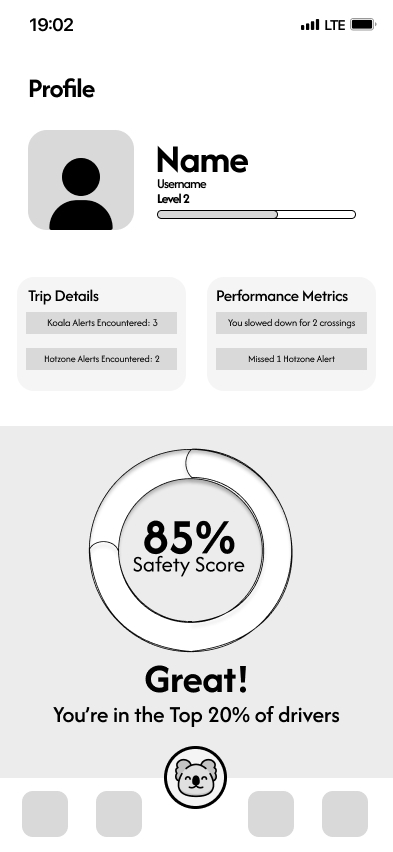 19:02
LTE
Profile
Name
Username
Level 2
Trip Details
Koala Alerts Encountered: 3
Hotzone Alerts Encountered: 2
Performance Metrics
You slowed down for 2 crossings
Missed 1 Hotzone Alert
85%
Safety Score
Great!
You're in the Top 20% of drivers